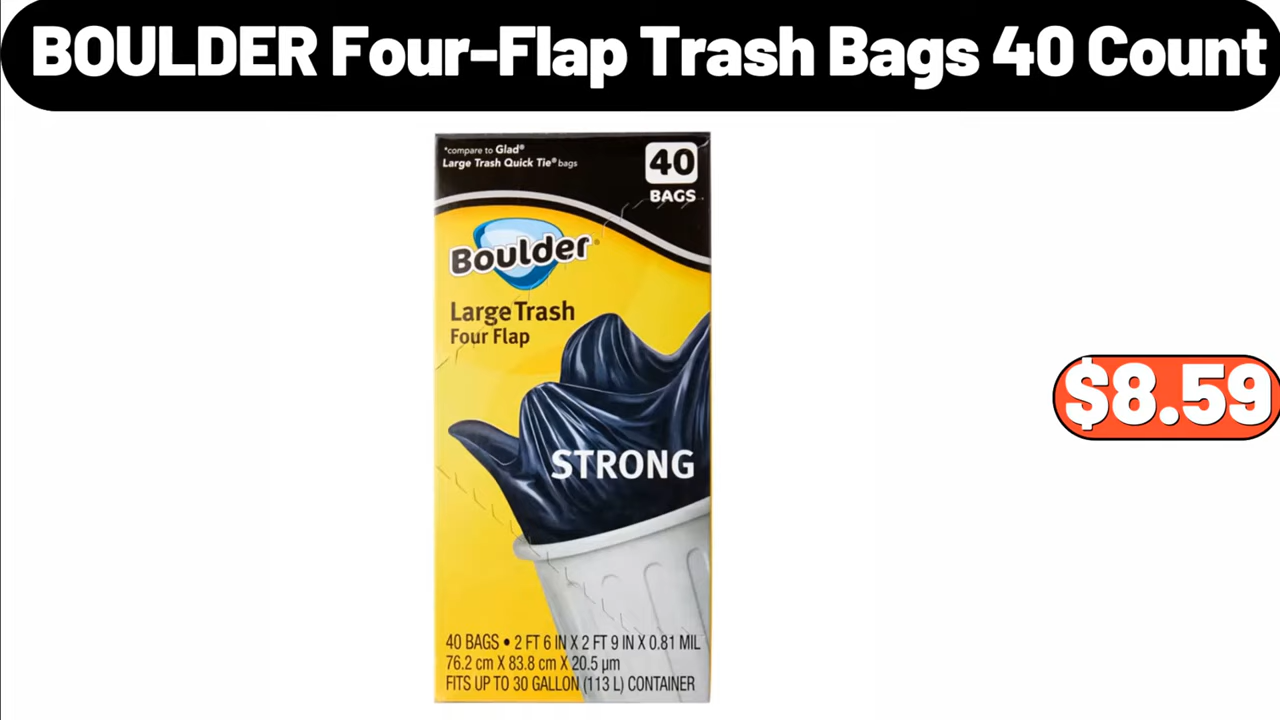 BOULDER Four-Flap Trash Bags 40 Count
*compare to Glad®
Large Trash Quick Tie® bags
40
BAGS
Boulder®
Large Trash
Four Flap
STRONG
40 BAGS • 2 FT 6 IN X 2 FT 9 IN X 0.81 MIL
76.2 cm X 83.8 cm X 20.5 µm
FITS UP TO 30 GALLON (113 L) CONTAINER
$8.59